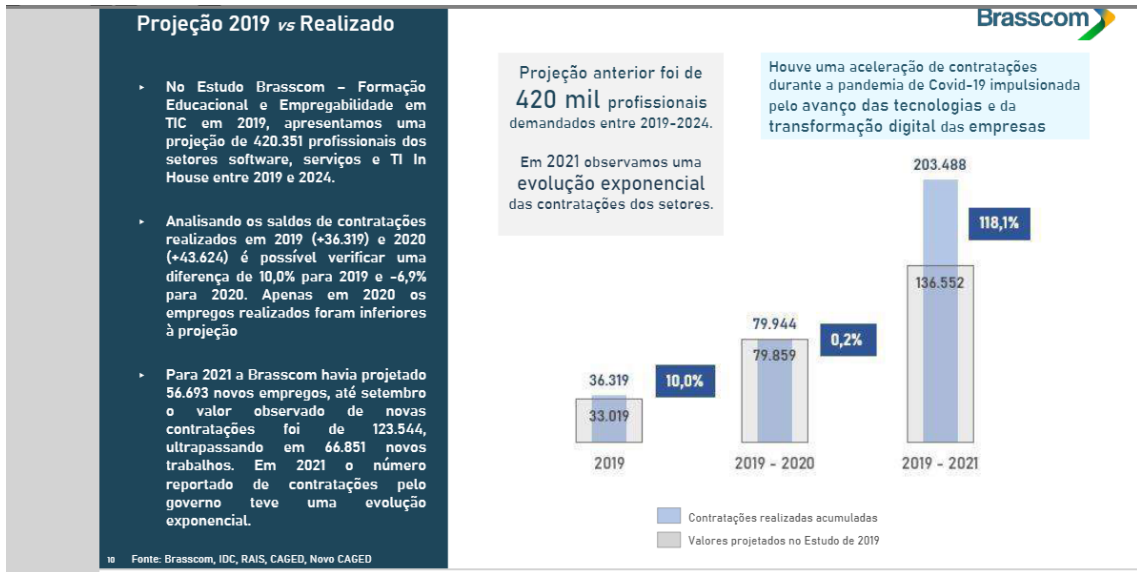 Projeção 2019 vs Realizado
▸ No Estudo Brasscom – Formação
Educacional e Empregabilidade em
TIC em 2019, apresentamos uma
projeção de 420.351 profissionais dos
setores software, serviços e TI In
House entre 2019 e 2024.
▸ Analisando os saldos de contratações
realizados em 2019 (+36.319) e 2020
(+43.624) é possível verificar uma
diferença de 10,0% para 2019 e -6,9%
para 2020. Apenas em 2020 os
empregos realizados foram inferiores
à projeção
▸ Para 2021 a Brasscom havia projetado
56.693 novos empregos, até setembro
o valor observado de novas
contratações foi de 123.544,
ultrapassando em 66.851 novos
trabalhos. Em 2021 o número
reportado de contratações pelo
governo teve uma evolução
exponencial.
10 Fonte: Brasscom, IDC, RAIS, CAGED, Novo CAGED
Brasscom
Projeção anterior foi de
420 mil profissionais
demandados entre 2019-2024.
Em 2021 observamos uma
evolução exponencial
das contratações dos setores.
Houve uma aceleração de contratações
durante a pandemia de Covid-19 impulsionada
pelo avanço das tecnologias e da
transformação digital das empresas
203.488
118,1%
136.552
79.944
0,2%
79.859
36.319
10,0%
33.019
2019
2019 - 2020
2019 - 2021
Contratações realizadas acumuladas
Valores projetados no Estudo de 2019